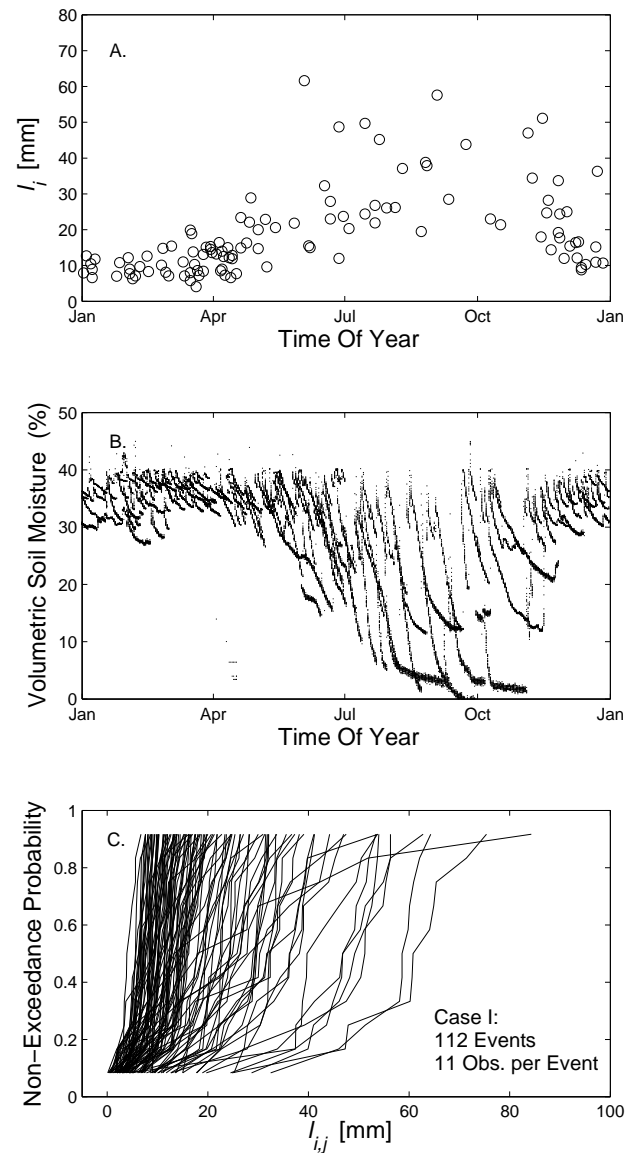 80
70
60
50
40
30
20
10
0
I_i [mm]
A.
Jan Apr Jul Oct Jan
Time Of Year
50
40
30
20
10
0
Volumetric Soil Moisture (%)
B.
Jan Apr Jul Oct Jan
Time Of Year
1
0.8
0.6
0.4
0.2
0
Non−Exceedance Probability
C.
Case I:
112 Events
11 Obs. per Event
0 20 40 60 80 100
I_{i,j} [mm]